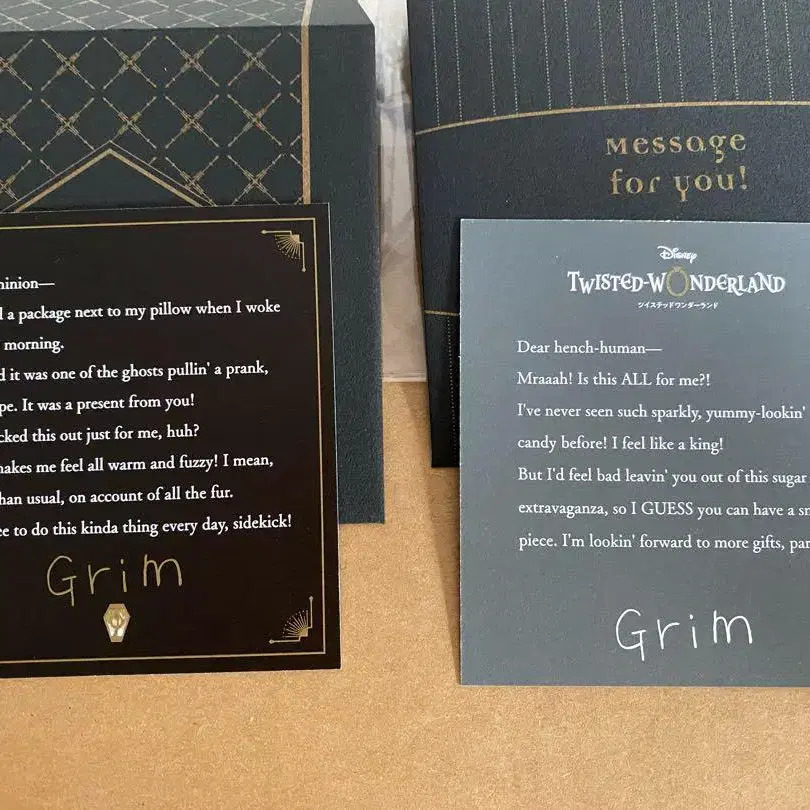 Message
for you!
minion—
a package next to my pillow when I woke
morning.
it was one of the ghosts pullin' a prank,
It was a present from you!
this out just for me, huh?
makes me feel all warm and fuzzy! I mean,
than usual, on account of all the fur.
to do this kinda thing every day, sidekick!
Grim
Disney
TWISTED-WONDERLAND
ツイステッドワンダーランド
Dear hench-human—
Mraaah! Is this ALL for me?!
I've never seen such sparkly, yummy-lookin'
candy before! I feel like a king!
But I'd feel bad leavin' you out of this sugar
extravaganza, so I GUESS you can have a
piece. I'm lookin' forward to more gifts,
Grim